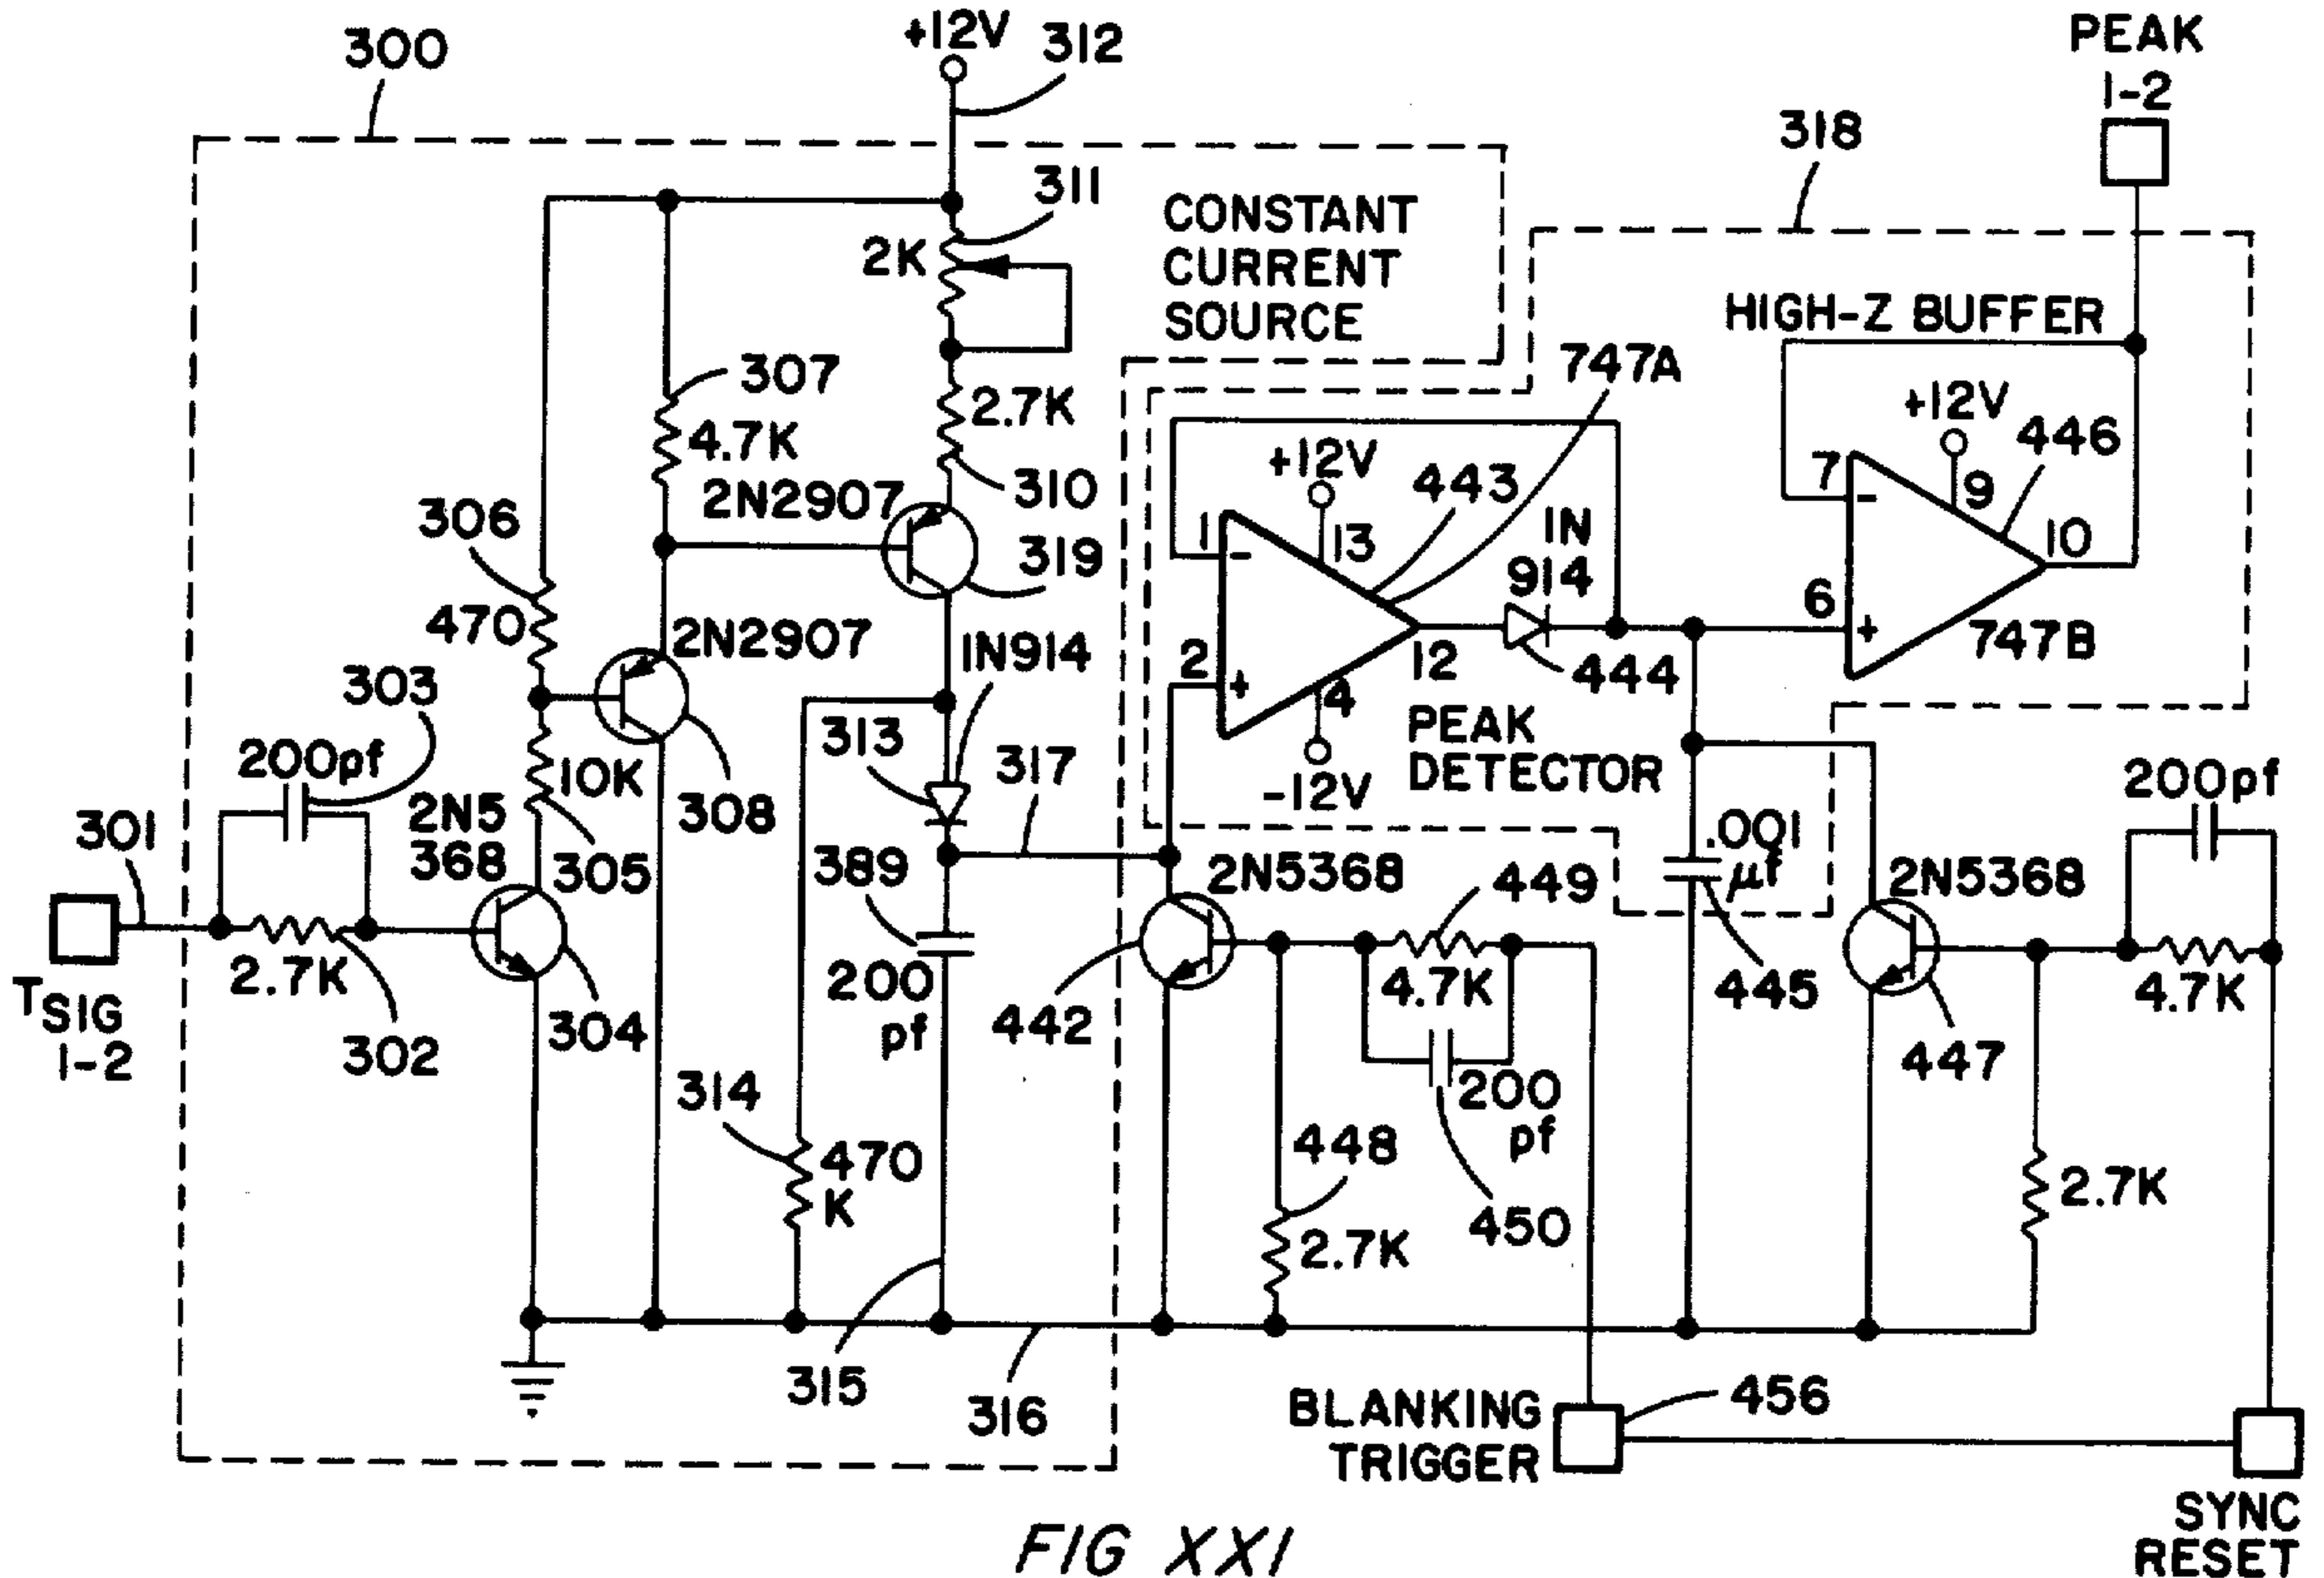 300
+12V
312
PEAK
1-2
318
311
2K
CONSTANT
CURRENT
SOURCE
HIGH-Z BUFFER
307
4.7K
2.7K
310
747A
+12V
446
7
-
9
10
6
+
747B
2N2907
319
306
470
+12V
443
1
-
13
IN
914
2
+
12
444
4
-12V
PEAK
DETECTOR
2N2907
308
1N914
313
317
303
200pf
10K
305
2N5
368
301
TSIG
1-2
2.7K
302
304
389
200
pf
2N5368
442
449
4.7K
200
pf
450
448
2.7K
.001
µf
445
2N5368
447
200pf
4.7K
2.7K
314
470
K
315
316
BLANKING
TRIGGER
456
SYNC
RESET
FIG XXI